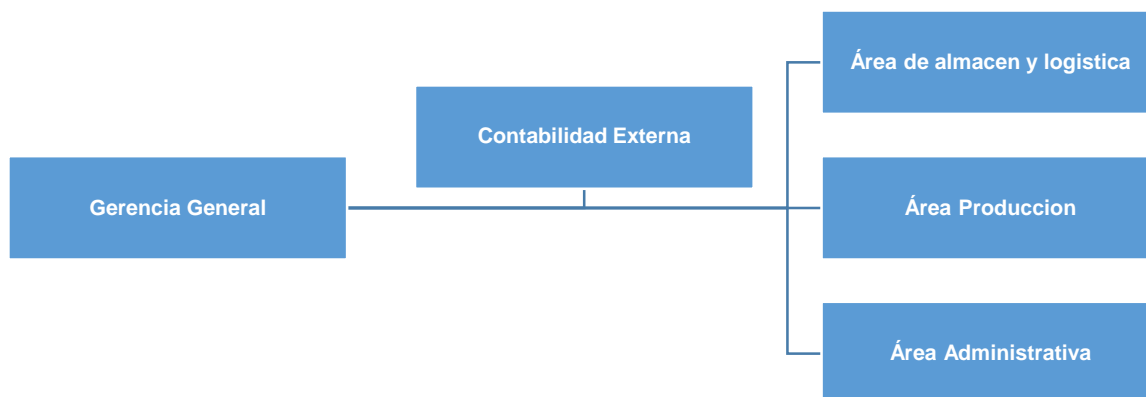 Gerencia General
Contabilidad Externa
Área de almacen y logistica
Área Produccion
Área Administrativa